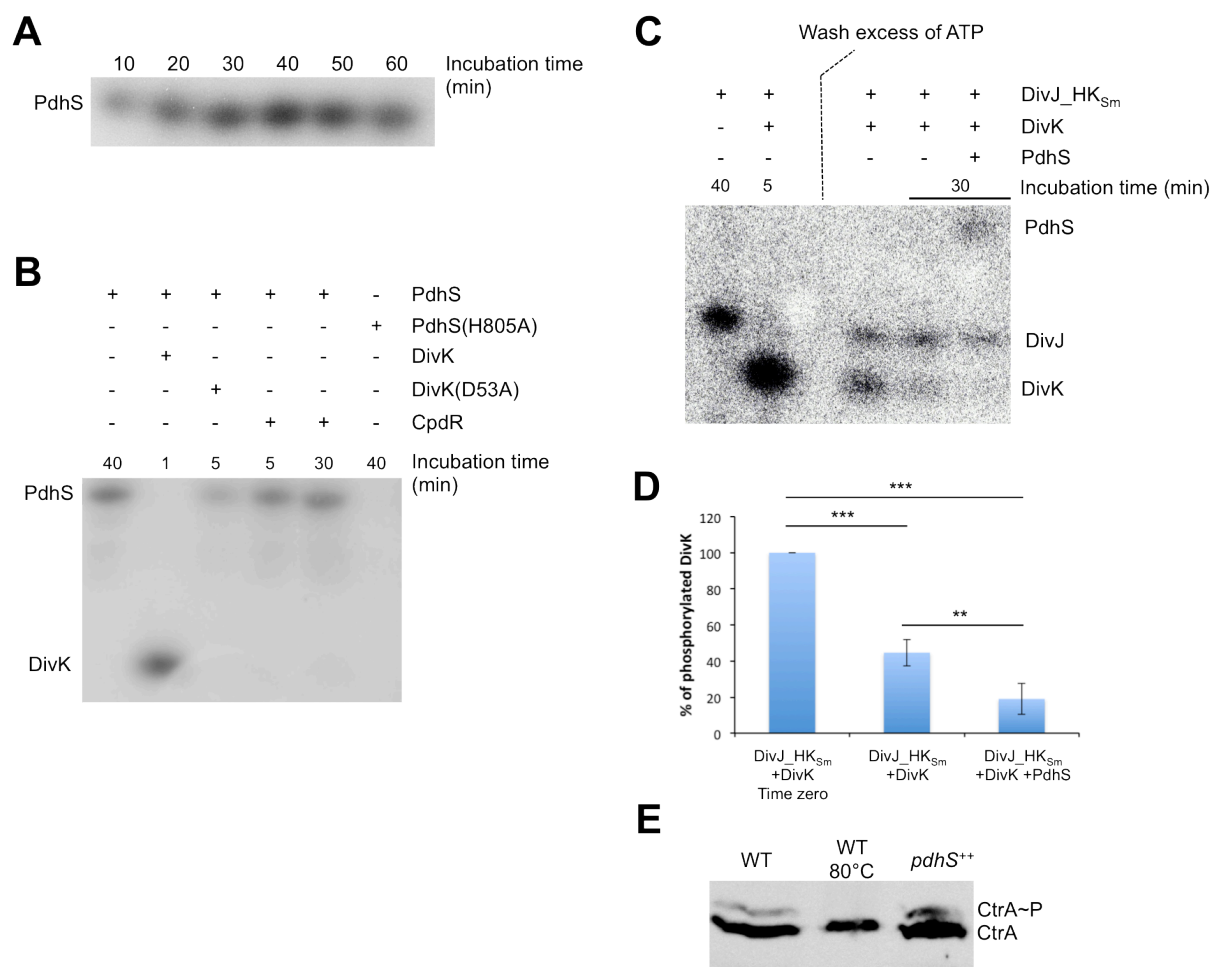 A
10 20 30 40 50 60 Incubation time
(min)
PdhS
B
+ + + + + - PdhS
- - - - - + PdhS(H805A)
- + - - - - DivK
- - + - - - DivK(D53A)
- - - + + - CpdR
40 1 5 5 30 40 Incubation time
(min)
PdhS
DivK
C
Wash excess of ATP
+ + + + + DivJ_HKSm
- + + + + DivK
- - - - + PdhS
40 5 30 Incubation time (min)
PdhS
DivJ
DivK
D
***
***
**
% of phosphorylated DivK
120
100
80
60
40
20
0
DivJ_HKSm
+DivK
Time zero
DivJ_HKSm
+DivK
DivJ_HKSm
+DivK +PdhS
E
WT
WT
80°C
pdhS++
CtrA~P
CtrA